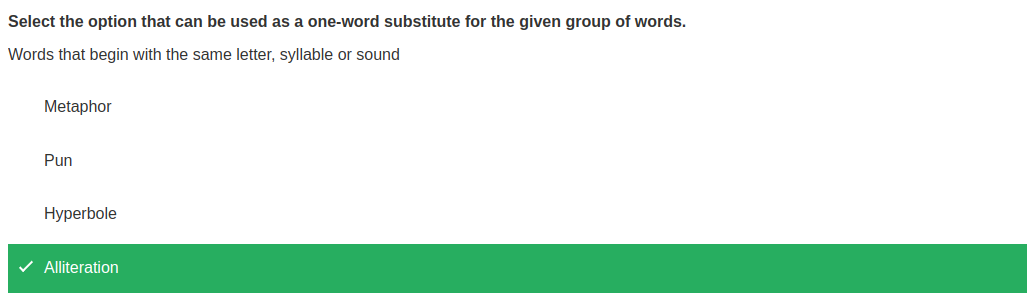 Select the option that can be used as a one-word substitute for the given group of words.
Words that begin with the same letter, syllable or sound
Metaphor
Pun
Hyperbole
Alliteration